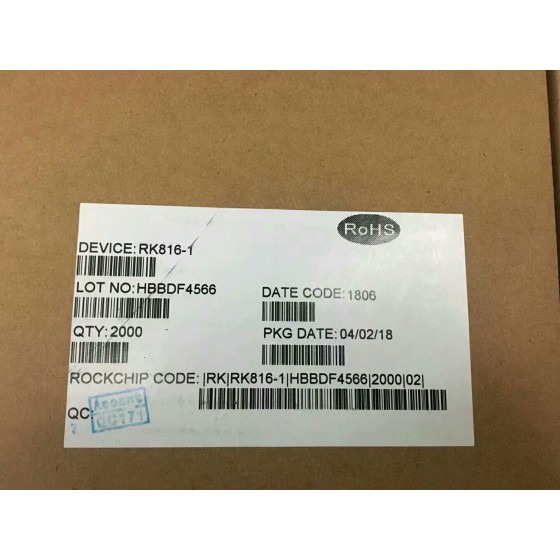 RoHS
DEVICE: RK816-1
LOT NO: HBBDF4566
DATE CODE: 1806
QTY: 2000
PKG DATE: 04/02/18
ROCKCHIP CODE: |RK|RK816-1|HBBDF4566|2000|02|
QC:
QC171